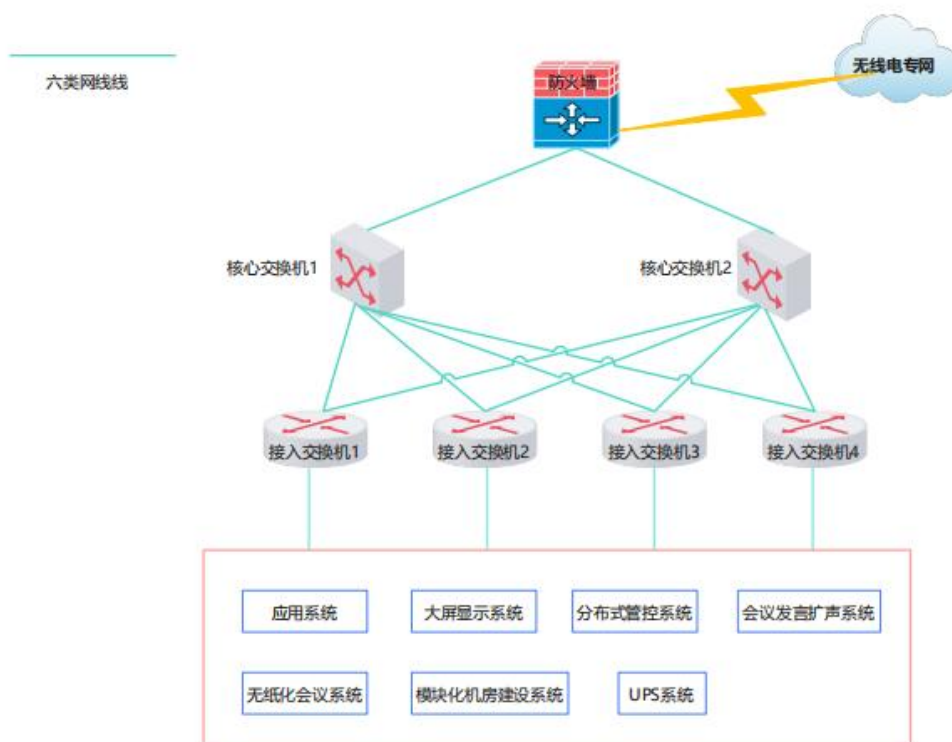 无线电专网
防火墙
六类网线线
核心交换机1
核心交换机2
接入交换机1
接入交换机2
接入交换机3
接入交换机4
应用系统
大屏显示系统
分布式管控系统
会议发言扩声系统
无纸化会议系统
模块化机房建设系统
UPS系统